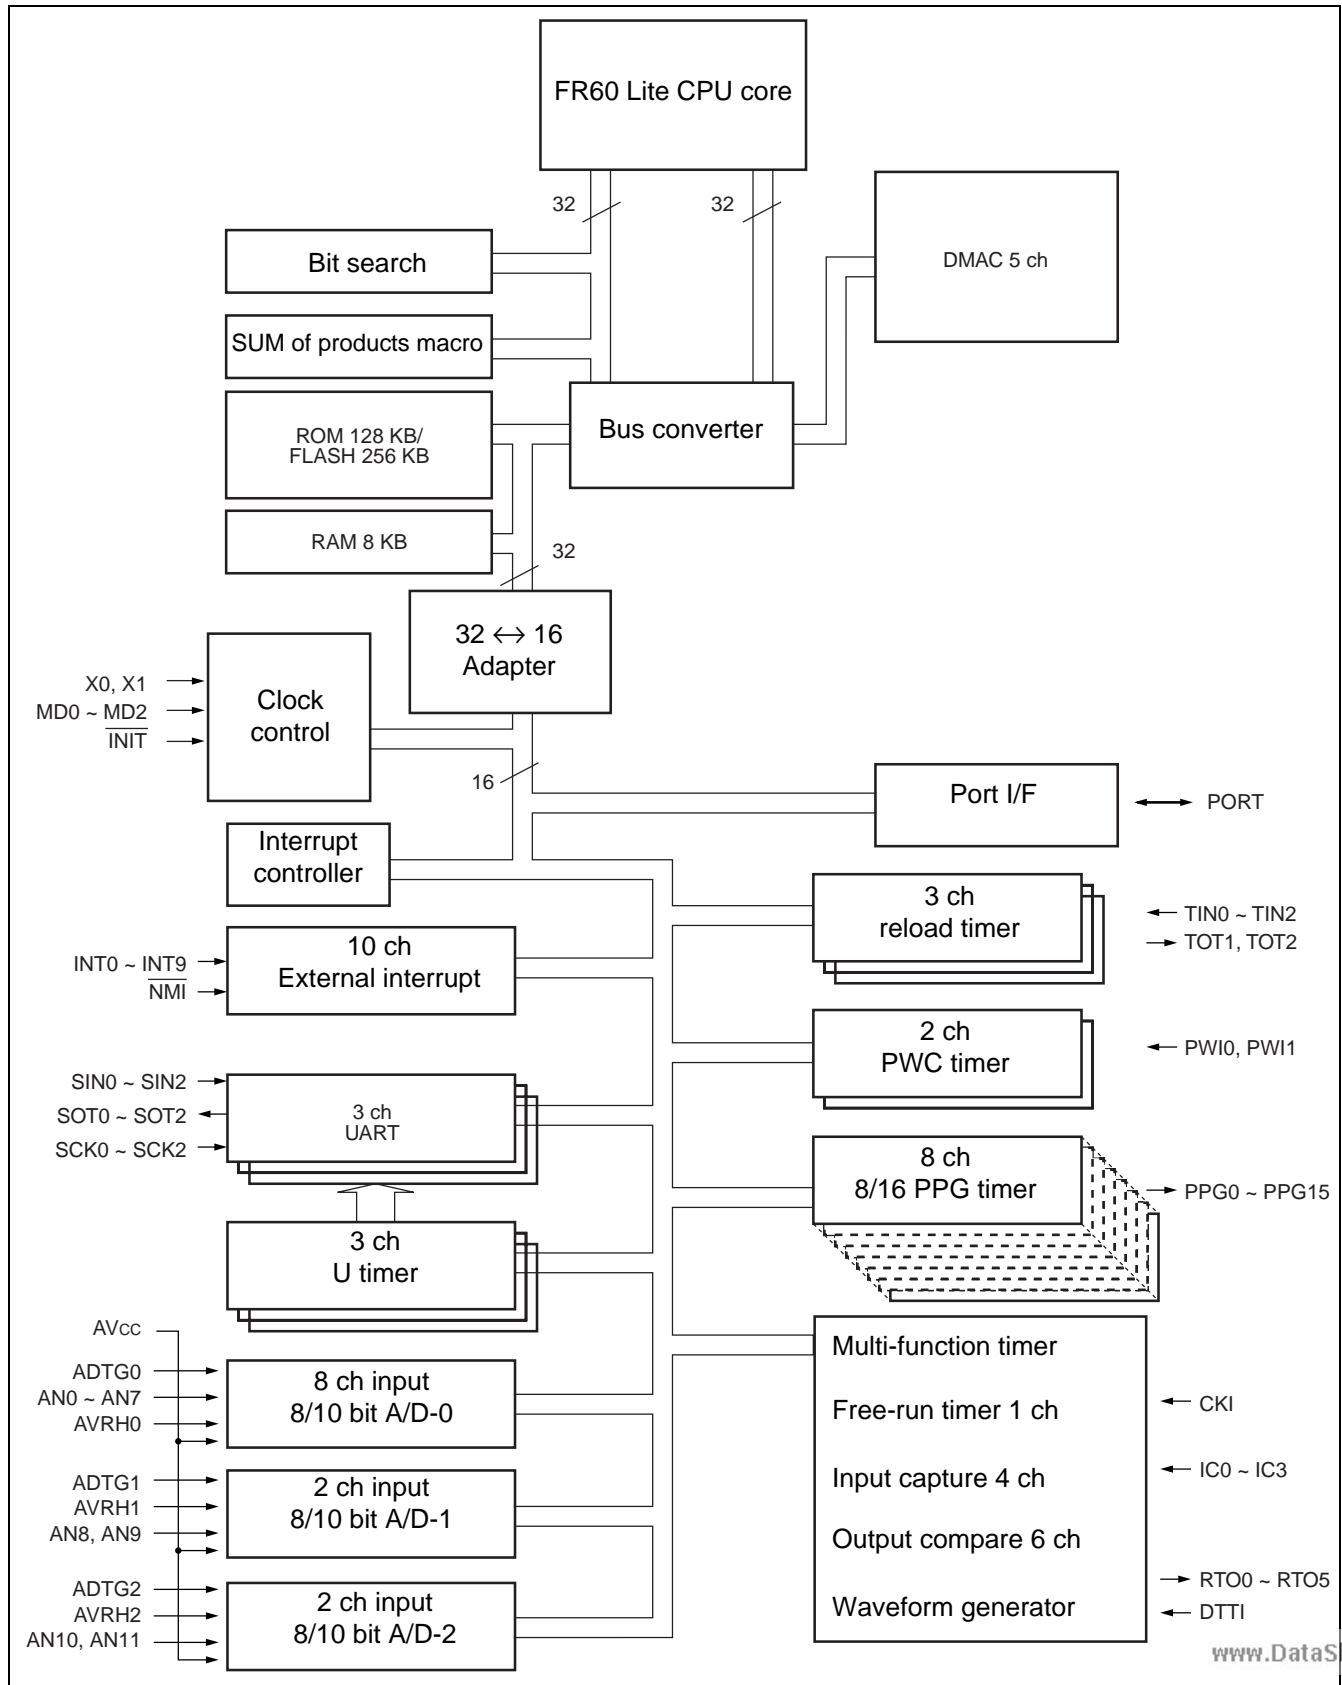 FR60 Lite CPU core
32
32
DMAC 5 ch
Bit search
SUM of products macro
Bus converter
ROM 128 KB/
FLASH 256 KB
RAM 8 KB
32
32 ↔ 16
Adapter
Clock
control
X0, X1
MD0 ~ MD2
INIT
16
Port I/F
PORT
Interrupt
controller
3 ch
reload timer
TIN0 ~ TIN2
TOT1, TOT2
10 ch
External interrupt
INT0 ~ INT9
NMI
2 ch
PWC timer
PWI0, PWI1
SIN0 ~ SIN2
SOT0 ~ SOT2
SCK0 ~ SCK2
3 ch
UART
8 ch
8/16 PPG timer
PPG0 ~ PPG15
3 ch
U timer
AVCC
ADTG0
AN0 ~ AN7
AVRH0
8 ch input
8/10 bit A/D-0
ADTG1
AVRH1
AN8, AN9
2 ch input
8/10 bit A/D-1
ADTG2
AVRH2
AN10, AN11
2 ch input
8/10 bit A/D-2
Multi-function timer
Free-run timer 1 ch
Input capture 4 ch
Output compare 6 ch
Waveform generator
CKI
IC0 ~ IC3
RTO0 ~ RTO5
DTTI
www.DataS